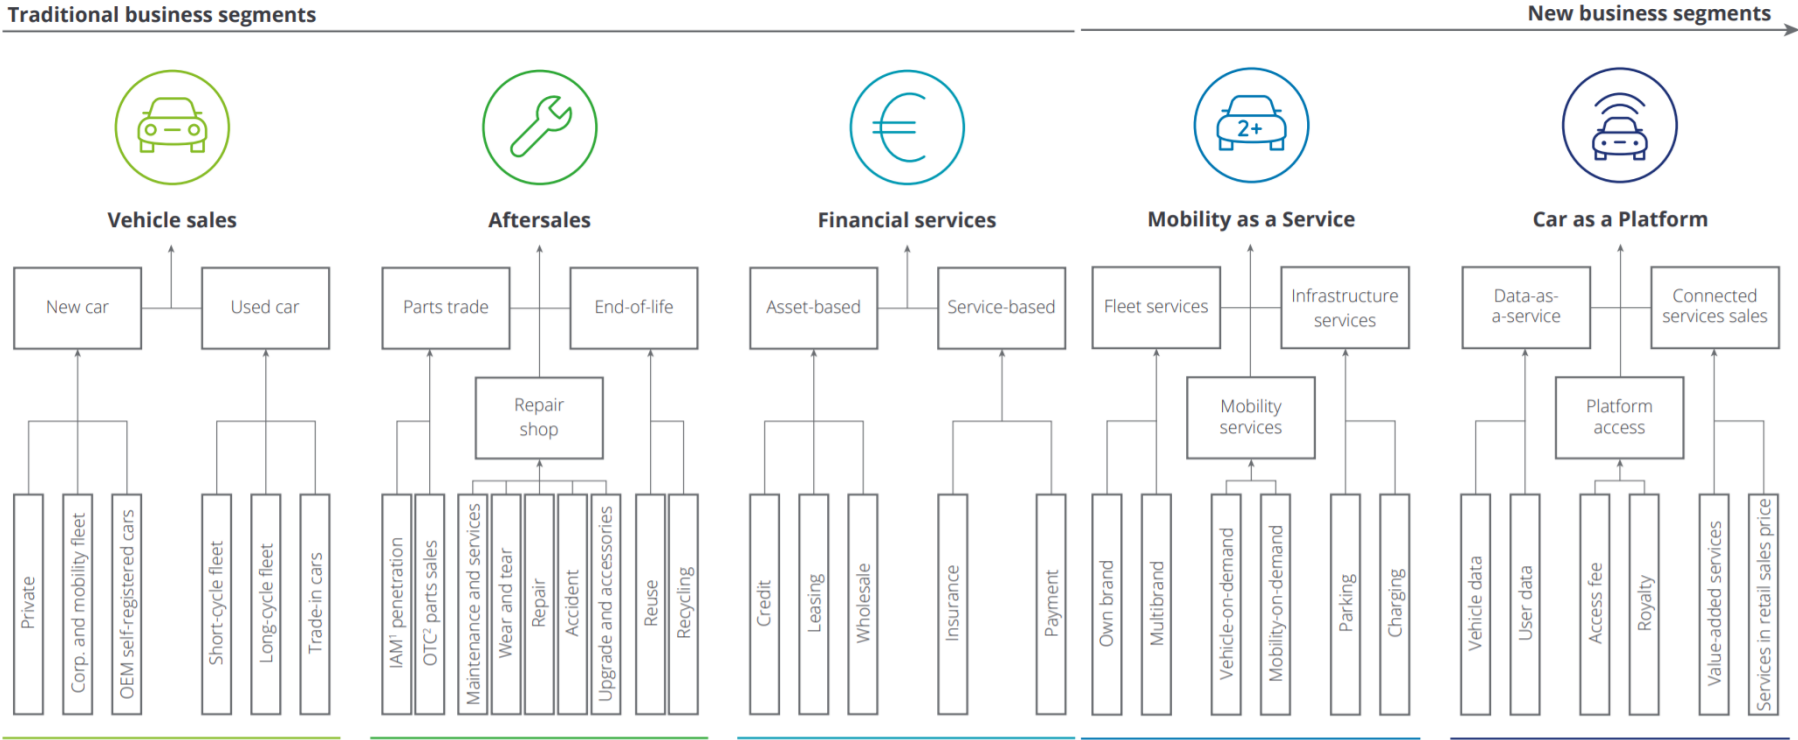 Traditional business segments
New business segments
2+
Vehicle sales
Aftersales
Financial services
Mobility as a Service
Car as a Platform
New car
Used car
Parts trade
End-of-life
Repair
shop
Asset-based
Service-based
Fleet services
Infrastructure
services
Mobility
services
Data-as-
a-service
Connected
services sales
Platform
access
Private
Corp. and mobility fleet
OEM self-registered cars
Short-cycle fleet
Long-cycle fleet
Trade-in cars
IAM¹ penetration
OTC² parts sales
Maintenance and services
Wear and tear
Repair
Accident
Upgrade and accessories
Reuse
Recycling
Credit
Leasing
Wholesale
Insurance
Payment
Own brand
Multibrand
Vehicle-on-demand
Mobility-on-demand
Parking
Charging
Vehicle data
User data
Access fee
Royalty
Value-added services
Services in retail sales price